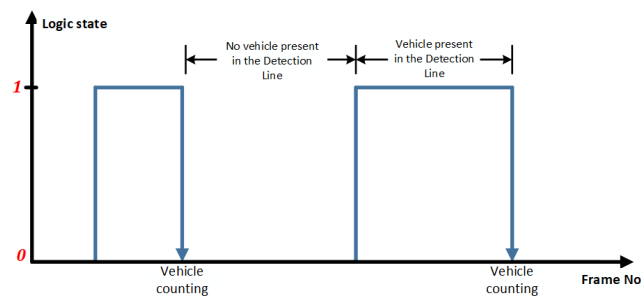 Logic state
No vehicle present
in the Detection
Line
Vehicle present
in the Detection
Line
1
0
Vehicle
counting
Vehicle
counting
Frame No